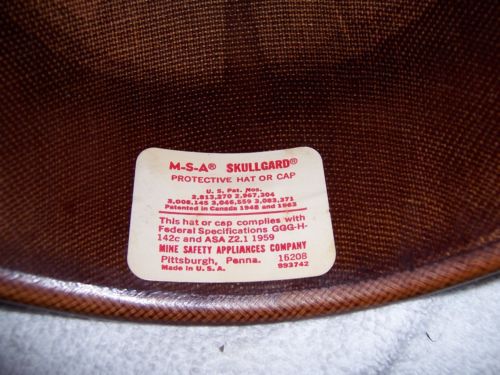 M-S-A® SKULLGARD®
PROTECTIVE HAT OR CAP
U. S. Pat. Nos.
2,813,270 2,967,304
3,008,145 3,046,559 3,083,371
Patented in Canada 1948 and 1963
This hat or cap complies with
Federal Specifications GGG-H-
142c and ASA Z2.1 1959
MINE SAFETY APPLIANCES COMPANY
Pittsburgh, Penna. 15208
Made in U. S. A. 893742